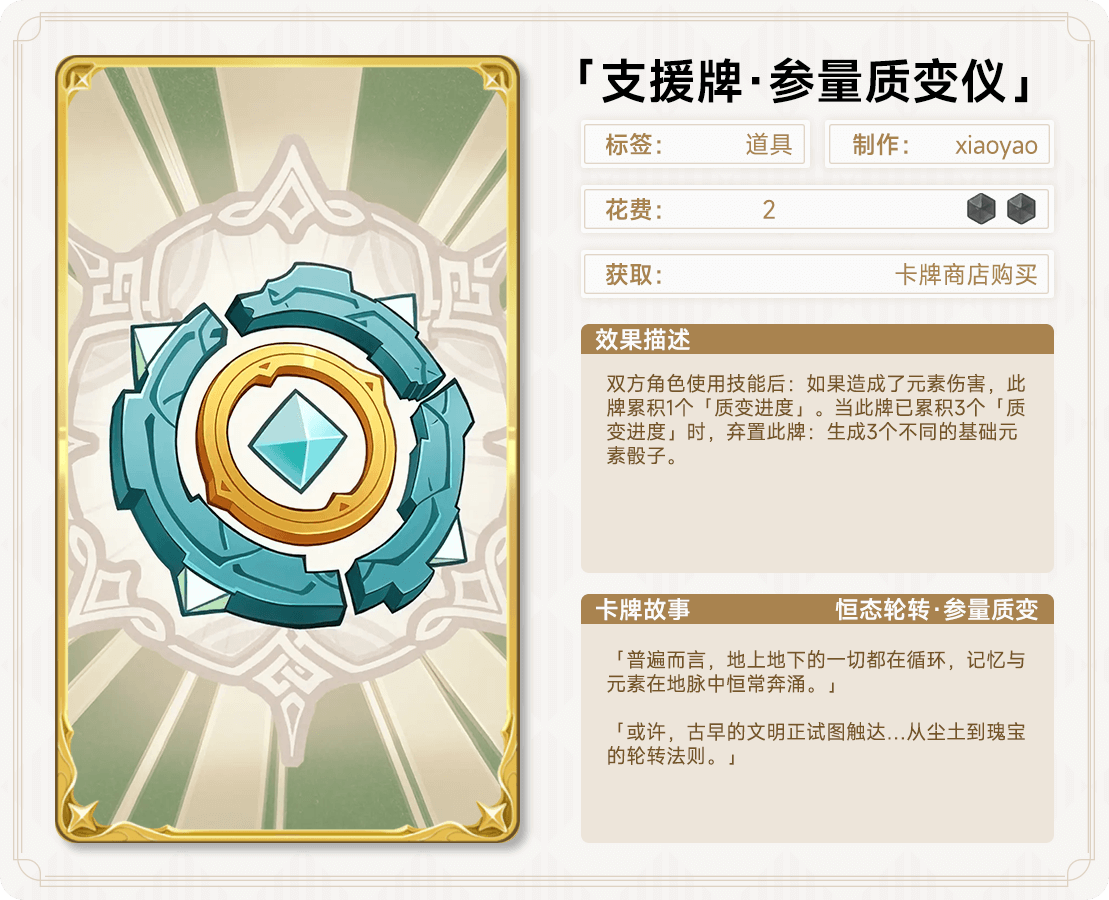 「支援牌·参量质变仪」
标签： 道具 制作： xiaoyao
花费： 2
获取： 卡牌商店购买
效果描述
双方角色使用技能后：如果造成了元素伤害，此
牌累积1个「质变进度」。当此牌已累积3个「质
变进度」时，弃置此牌：生成3个不同的基础元
素骰子。
卡牌故事 恒态轮转·参量质变
「普遍而言，地上地下的一切都在循环，记忆与
元素在地脉中恒常奔涌。」
「或许，古早的文明正试图触达...从尘土到瑰宝
的轮转法则。」